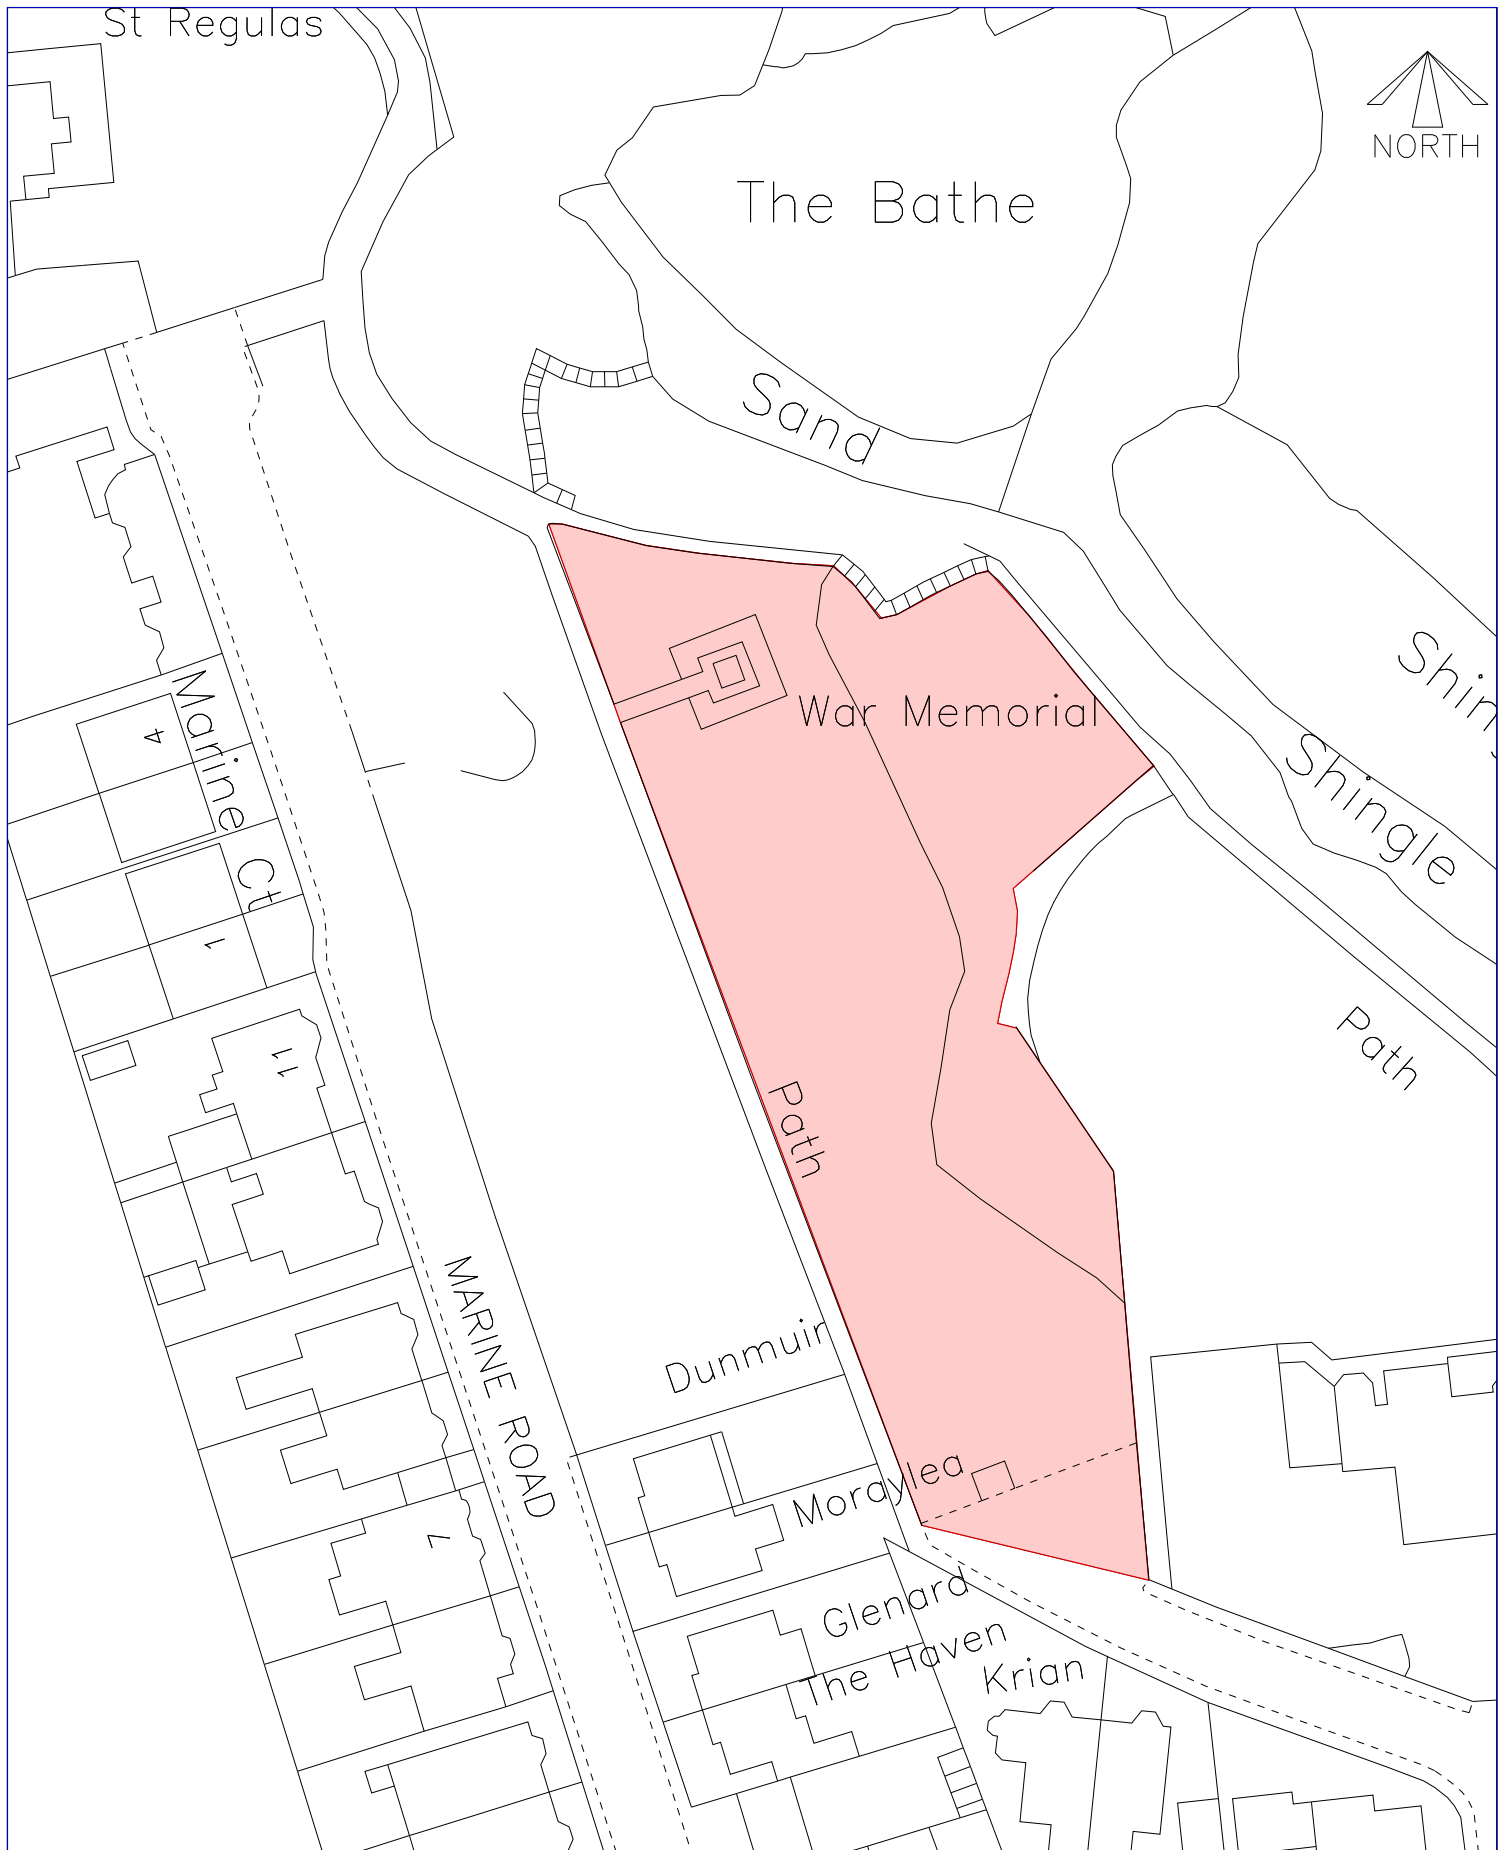 St Regulas
NORTH
The Bathe
Sand
Shingle
War Memorial
Marine Ct
4
1
11
Path
Path
MARINE ROAD
Dunmuir
Moraylea
7
Glenard
The Haven
Krian